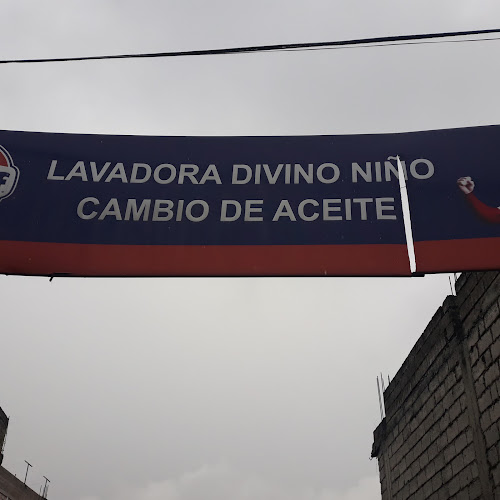 LAVADORA DIVINO NIÑO
CAMBIO DE ACEITE